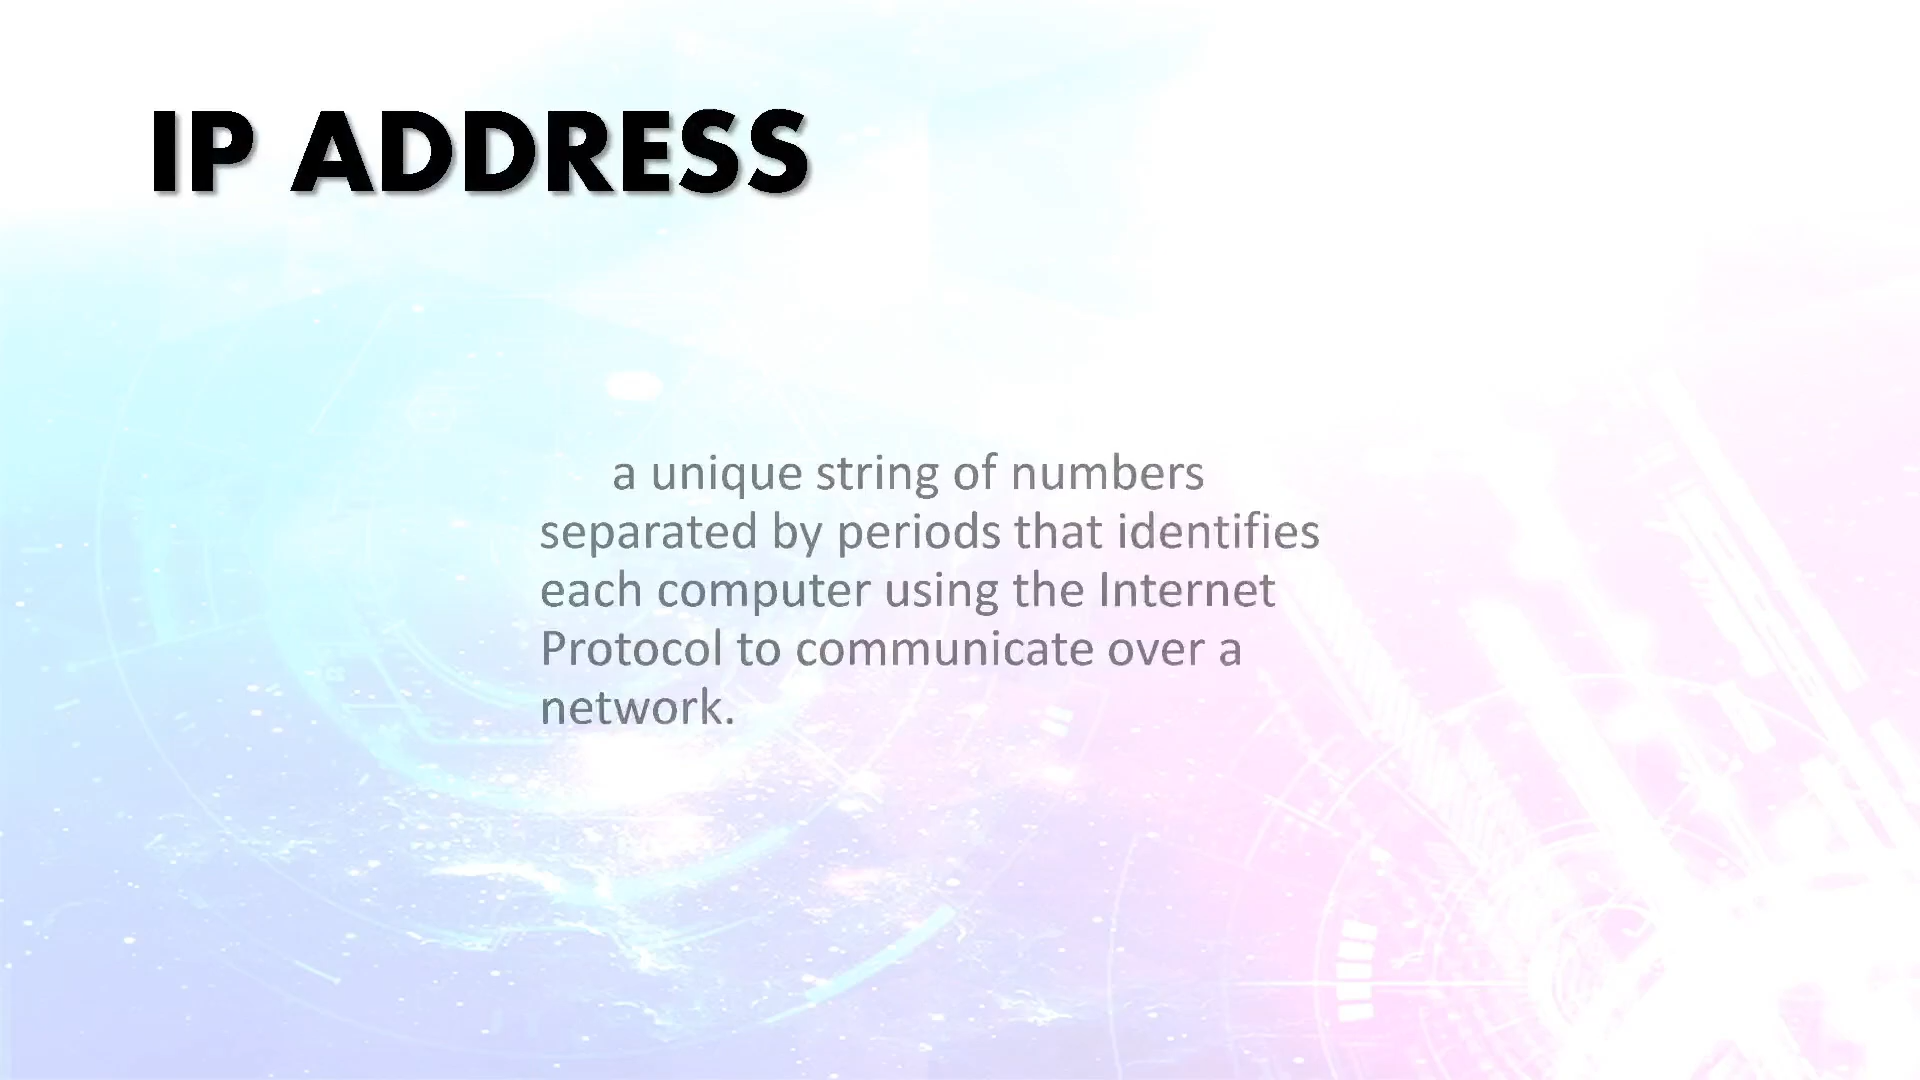 IP ADDRESS
a unique string of numbers
separated by periods that identifies
each computer using the Internet
Protocol to communicate over a
network.